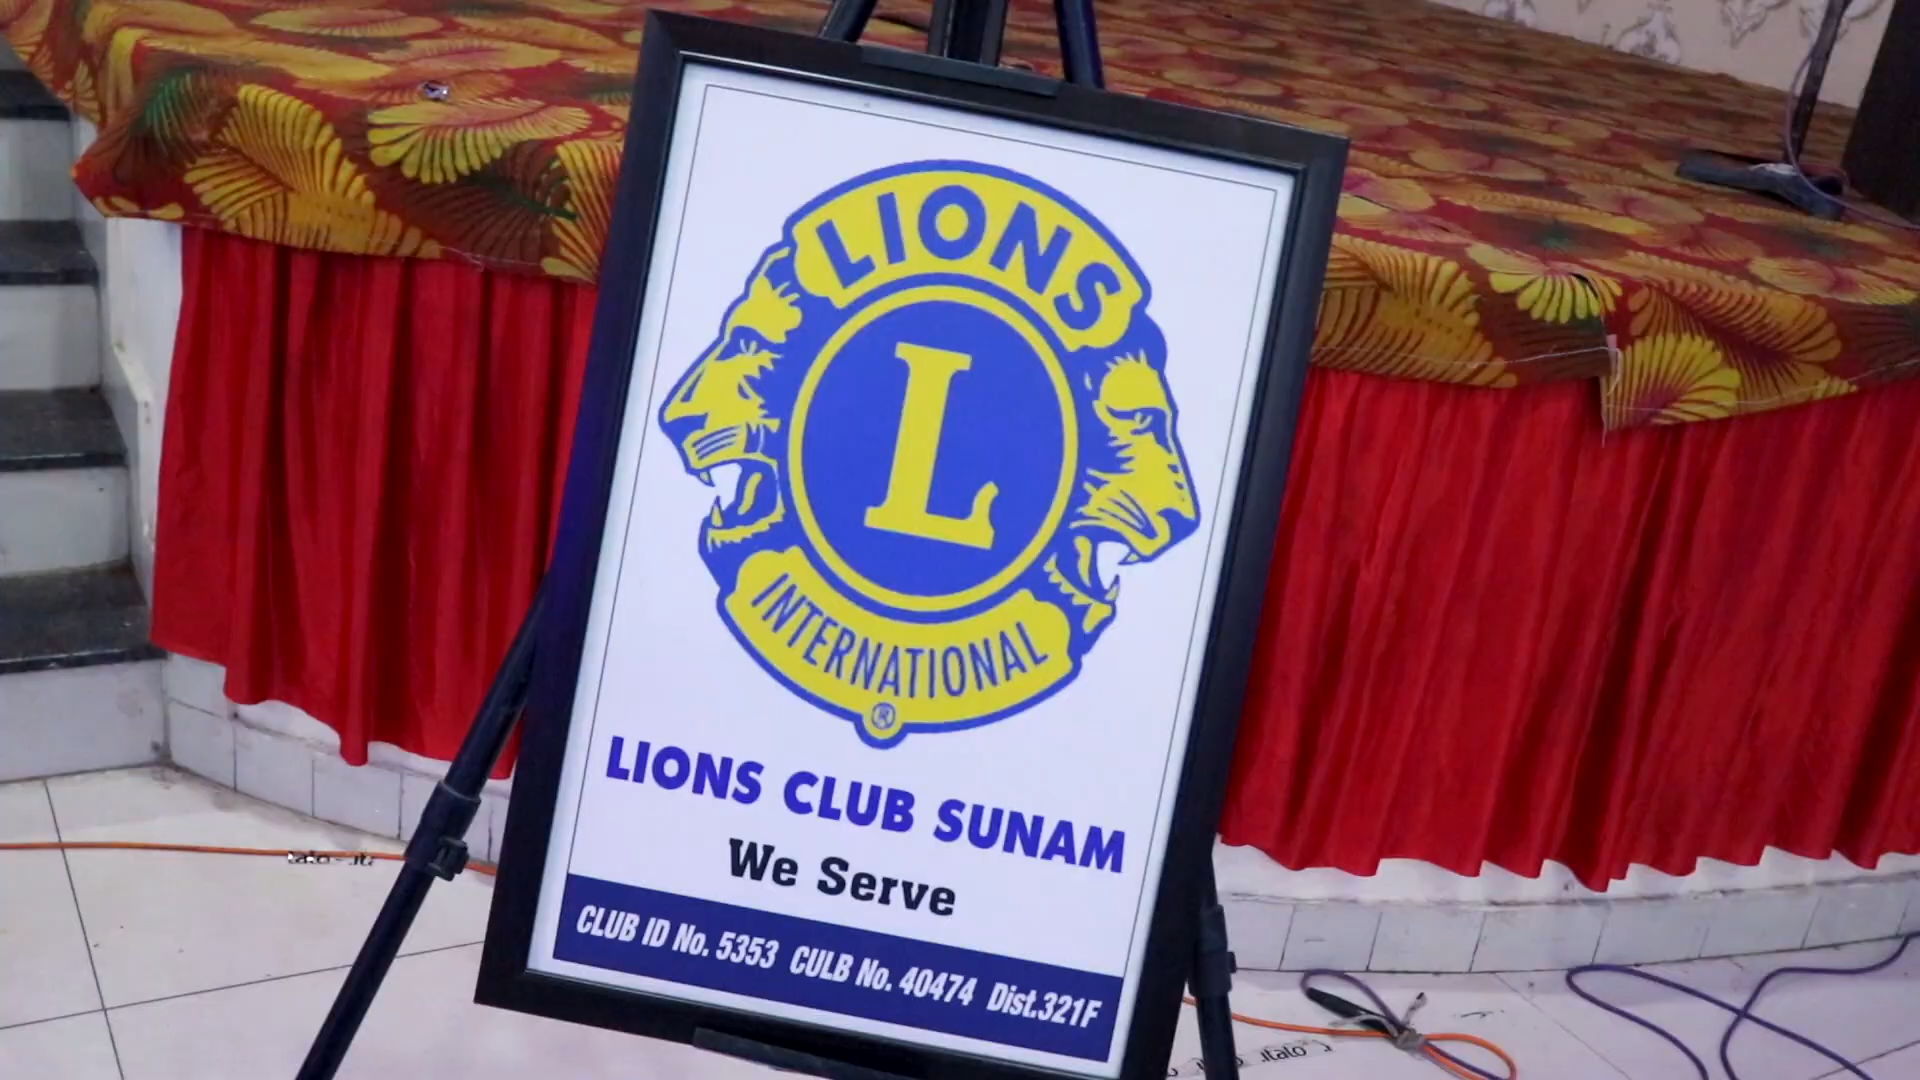 LIONS
L
INTERNATIONAL
®
LIONS CLUB SUNAM
We Serve
CLUB ID No. 5353 CULB No. 40474 Dist.321F